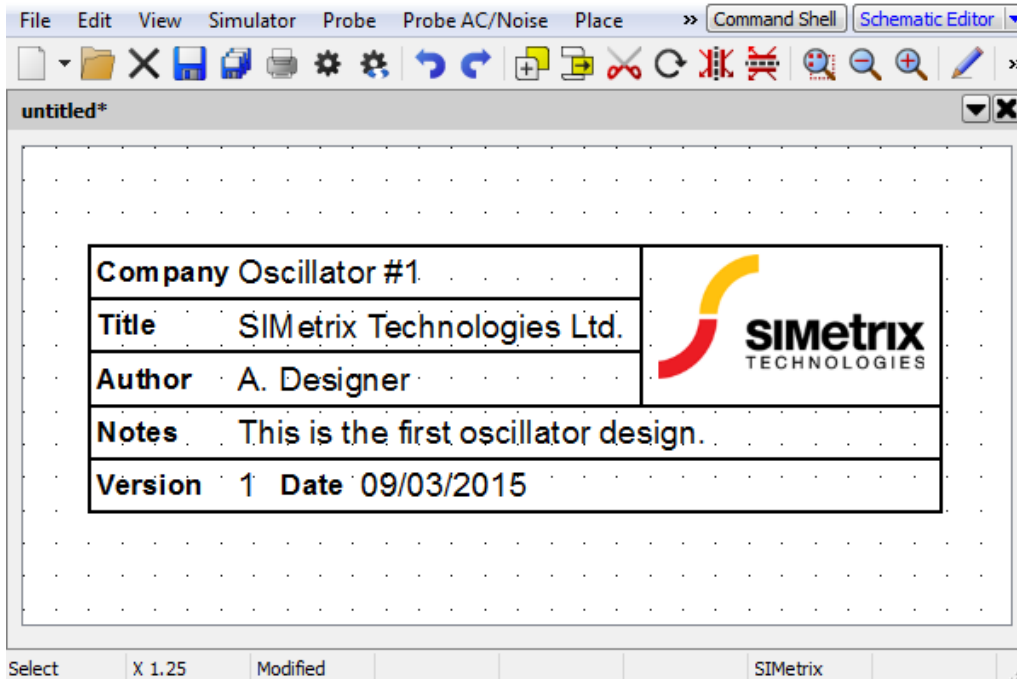 File Edit View Simulator Probe Probe AC/Noise Place » Command Shell Schematic Editor
»
untitled*
Company Oscillator #1
Title SIMetrix Technologies Ltd.
Author A. Designer
SIMetrix
TECHNOLOGIES
Notes This is the first oscillator design.
Version 1 Date 09/03/2015
Select X 1.25 Modified SIMetrix